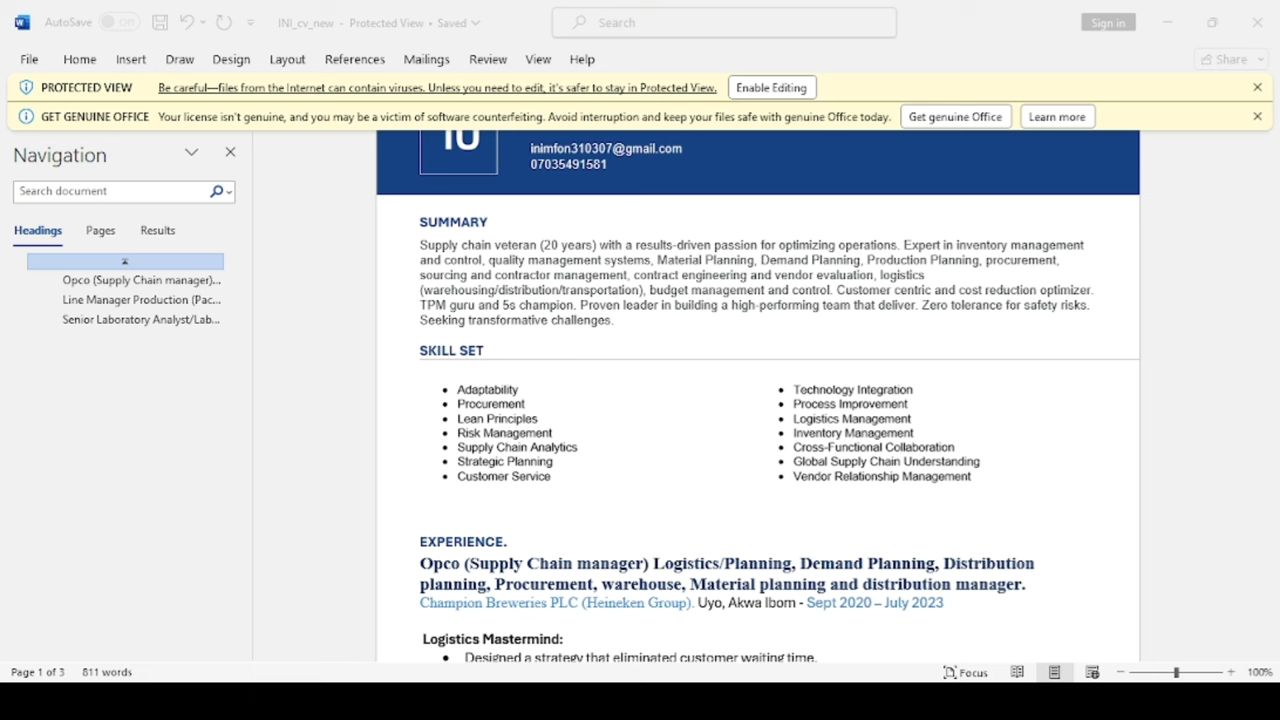 AutoSave Off INI_cv_new - Protected View • Saved Search Sign in
File Home Insert Draw Design Layout References Mailings Review View Help Share
PROTECTED VIEW Be careful—files from the Internet can contain viruses. Unless you need to edit, it's safer to stay in Protected View. Enable Editing
GET GENUINE OFFICE Your license isn't genuine, and you may be a victim of software counterfeiting. Avoid interruption and keep your files safe with genuine Office today. Get genuine Office Learn more
Navigation
Search document
Headings Pages Results
Opco (Supply Chain manager)...
Line Manager Production (Pac...
Senior Laboratory Analyst/Lab...
IU
inimfon310307@gmail.com
07035491581
SUMMARY
Supply chain veteran (20 years) with a results-driven passion for optimizing operations. Expert in inventory management
and control, quality management systems, Material Planning, Demand Planning, Production Planning, procurement,
sourcing and contractor management, contract engineering and vendor evaluation, logistics
(warehousing/distribution/transportation), budget management and control. Customer centric and cost reduction optimizer.
TPM guru and 5s champion. Proven leader in building a high-performing team that deliver. Zero tolerance for safety risks.
Seeking transformative challenges.
SKILL SET
• Adaptability
• Procurement
• Lean Principles
• Risk Management
• Supply Chain Analytics
• Strategic Planning
• Customer Service
• Technology Integration
• Process Improvement
• Logistics Management
• Inventory Management
• Cross-Functional Collaboration
• Global Supply Chain Understanding
• Vendor Relationship Management
EXPERIENCE.
Opco (Supply Chain manager) Logistics/Planning, Demand Planning, Distribution
planning, Procurement, warehouse, Material planning and distribution manager.
Champion Breweries PLC (Heineken Group). Uyo, Akwa Ibom - Sept 2020 – July 2023
Logistics Mastermind:
• Designed a strategy that eliminated customer waiting time.
Page 1 of 3 811 words Focus 100%